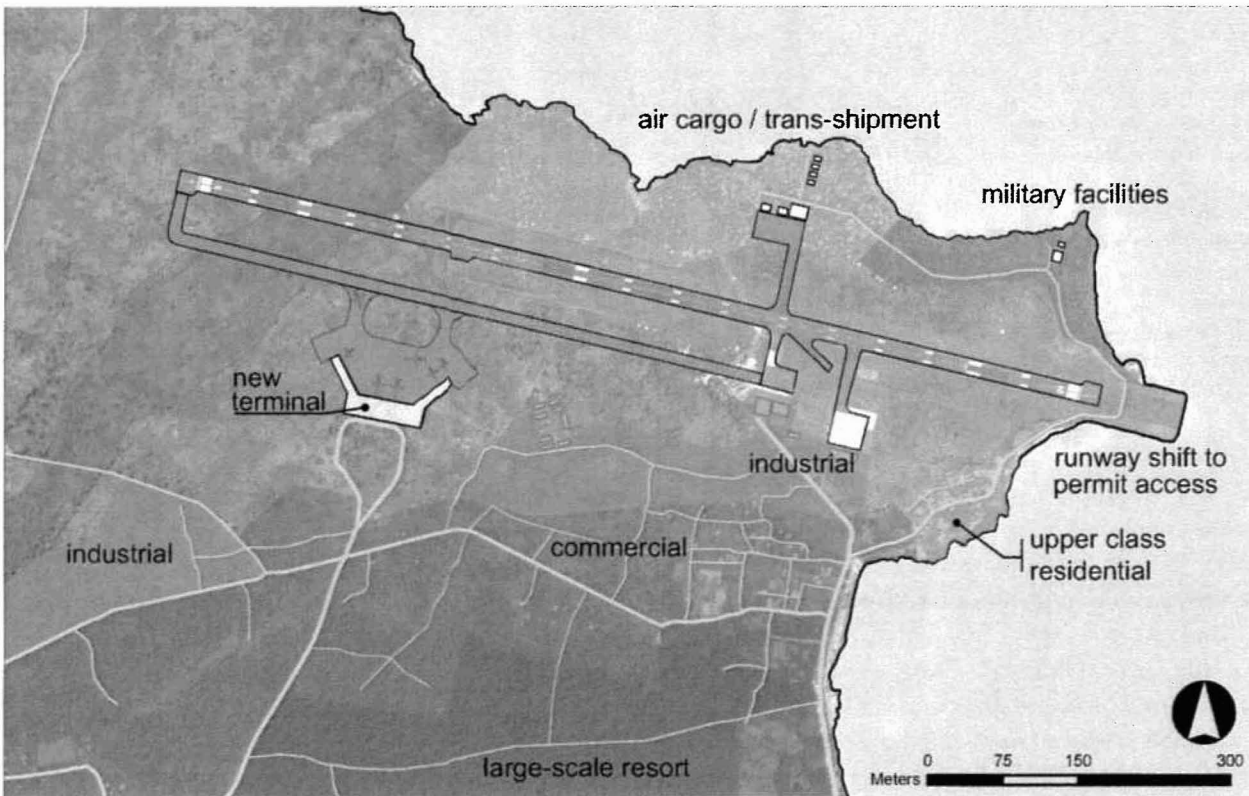 air cargo / trans-shipment
military facilities
new
terminal
industrial
runway shift to
permit access
industrial
commercial
upper class
residential
large-scale resort
0 75 150 300
Meters